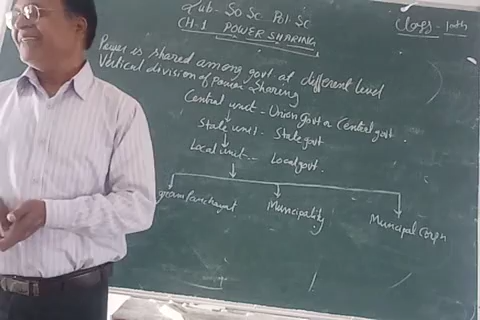 Sub- So Sc Pol. Sc
Class - 10th
CH-1 POWER SHARING
Power is shared among govt. at different level
Vertical division of Power Sharing
Central unit - Union Govt or Central govt.
State unit - State govt
Local unit - Local govt.
gram Panchayat
Municipality
Municipal Corpn